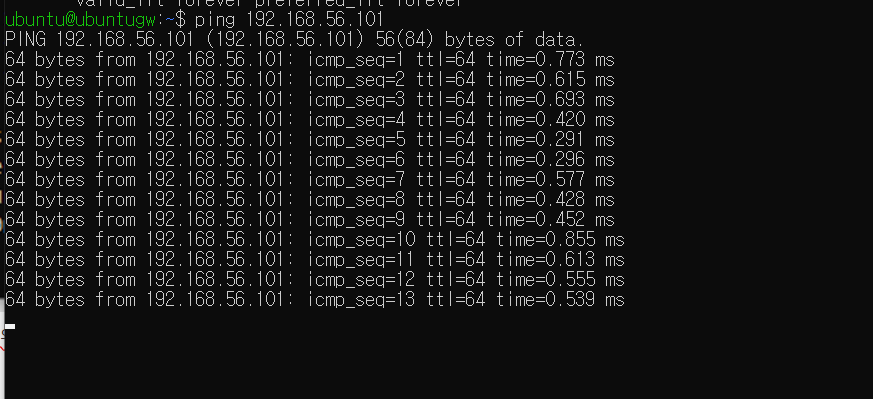 valid_lft forever preferred_lft forever
ubuntu@ubuntugw:~$ ping 192.168.56.101
PING 192.168.56.101 (192.168.56.101) 56(84) bytes of data.
64 bytes from 192.168.56.101: icmp_seq=1 ttl=64 time=0.773 ms
64 bytes from 192.168.56.101: icmp_seq=2 ttl=64 time=0.615 ms
64 bytes from 192.168.56.101: icmp_seq=3 ttl=64 time=0.693 ms
64 bytes from 192.168.56.101: icmp_seq=4 ttl=64 time=0.420 ms
64 bytes from 192.168.56.101: icmp_seq=5 ttl=64 time=0.291 ms
64 bytes from 192.168.56.101: icmp_seq=6 ttl=64 time=0.296 ms
64 bytes from 192.168.56.101: icmp_seq=7 ttl=64 time=0.577 ms
64 bytes from 192.168.56.101: icmp_seq=8 ttl=64 time=0.428 ms
64 bytes from 192.168.56.101: icmp_seq=9 ttl=64 time=0.452 ms
64 bytes from 192.168.56.101: icmp_seq=10 ttl=64 time=0.855 ms
64 bytes from 192.168.56.101: icmp_seq=11 ttl=64 time=0.613 ms
64 bytes from 192.168.56.101: icmp_seq=12 ttl=64 time=0.555 ms
64 bytes from 192.168.56.101: icmp_seq=13 ttl=64 time=0.539 ms